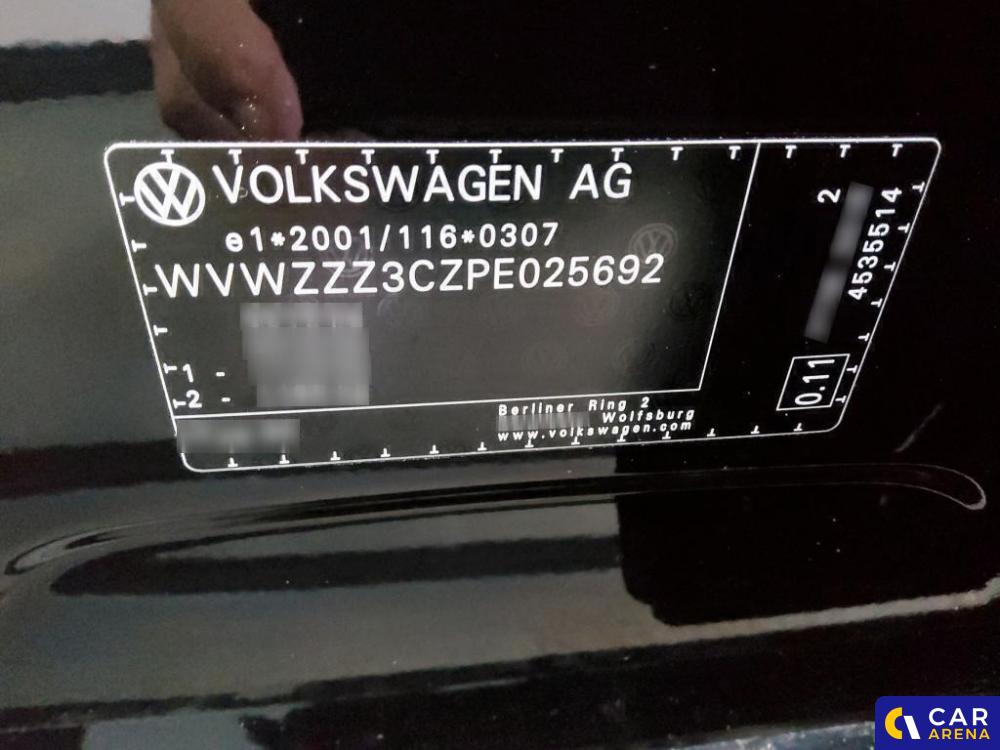 VOLKSWAGEN AG
e1*2001/116*0307
WVWZZZ3CZPE025692
1 -
2 -
Berliner Ring 2
Wolfsburg
www.volkswagen.com
2
4535514
0.11
CAR
ARENA